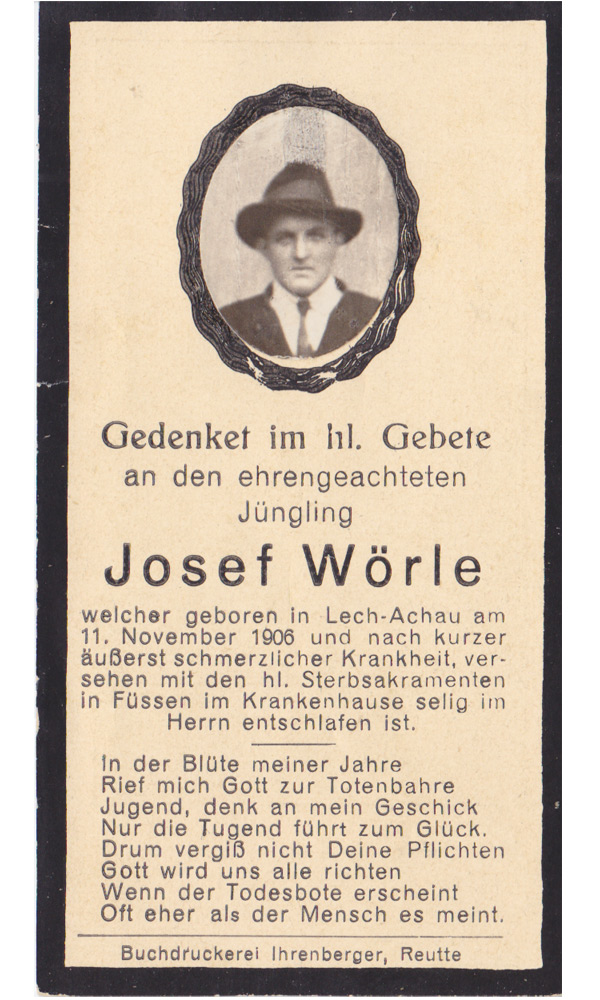 Gedenket im hl. Gebete
an den ehrengeachteten
Jüngling
Josef Wörle
welcher geboren in Lech-Achau am
11. November 1906 und nach kurzer
äußerst schmerzlicher Krankheit, ver-
sehen mit den hl. Sterbsakramenten
in Füssen im Krankenhause selig im
Herrn entschlafen ist.
In der Blüte meiner Jahre
Rief mich Gott zur Totenbahre
Jugend, denk an mein Geschick
Nur die Tugend führt zum Glück.
Drum vergiß nicht Deine Pflichten
Gott wird uns alle richten
Wenn der Todesbote erscheint
Oft eher als der Mensch es meint.
Buchdruckerei Ihrenberger, Reutte